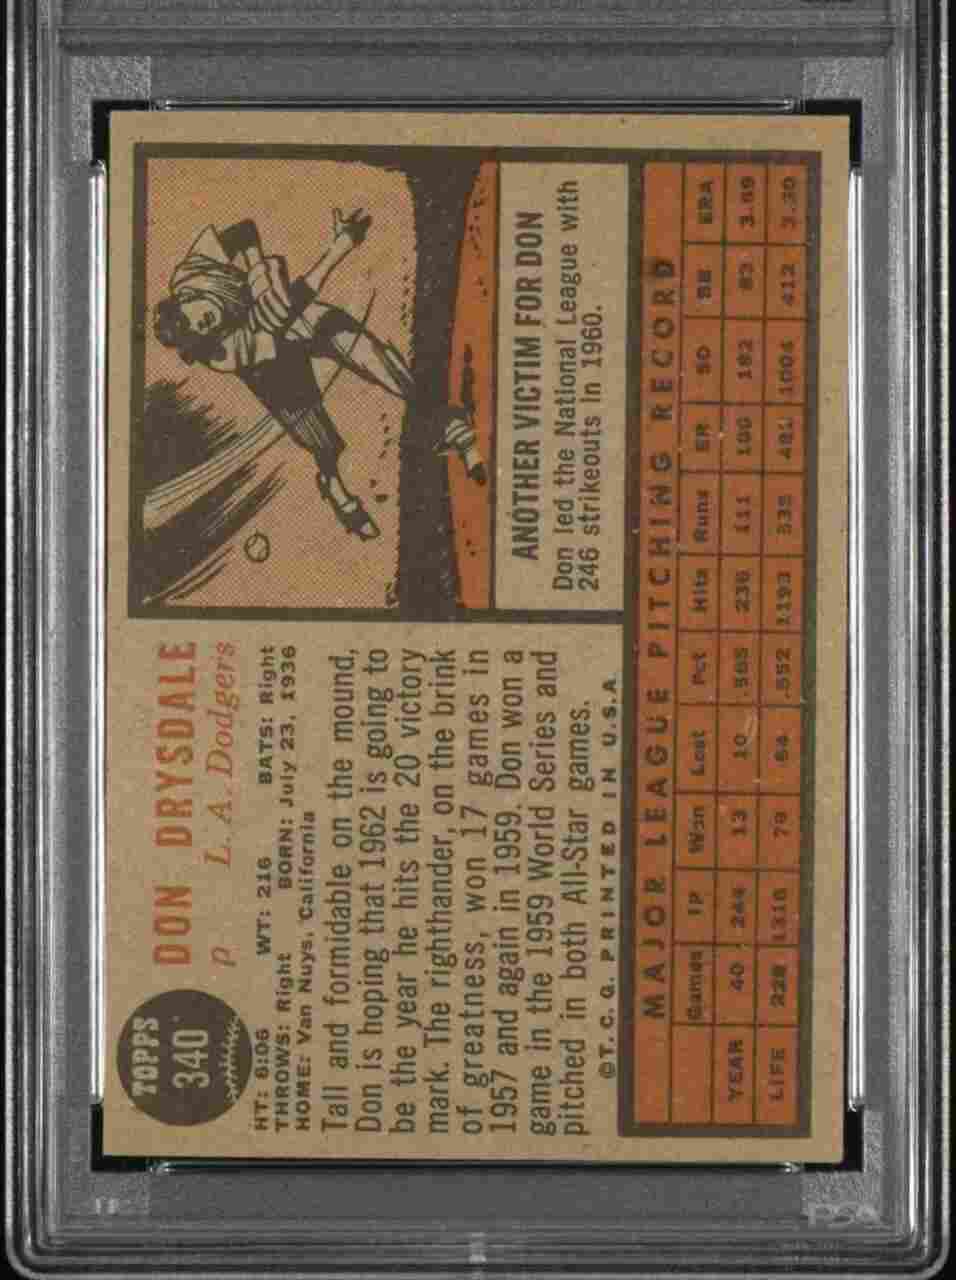 TOPPS
340
DON DRYSDALE
p L. A. Dodgers
HT: 6:06 WT: 216 BATS: Right
THROWS: Right BORN: July 23, 1936
HOME: Van Nuys, California
Tall and formidable on the mound,
Don is hoping that 1962 is going to
be the year he hits the 20 victory
mark. The righthander, on the brink
of greatness, won 17 games in
1957 and again in 1959. Don won a
game in the 1959 World Series and
pitched in both All-Star games.
©T. C. G. PRINTED IN U.S.A.
ANOTHER VICTIM FOR DON
Don led the National League with
246 strikeouts in 1960.
MAJOR LEAGUE PITCHING RECORD
Games IP Won Lost Pct Hits Runs ER SO BB ERA
YEAR 40 244 13 10 .565 236 111 100 182 83 3.69
LIFE 228 1316 79 64 .552 1193 535 481 1004 412 3.30
PSA